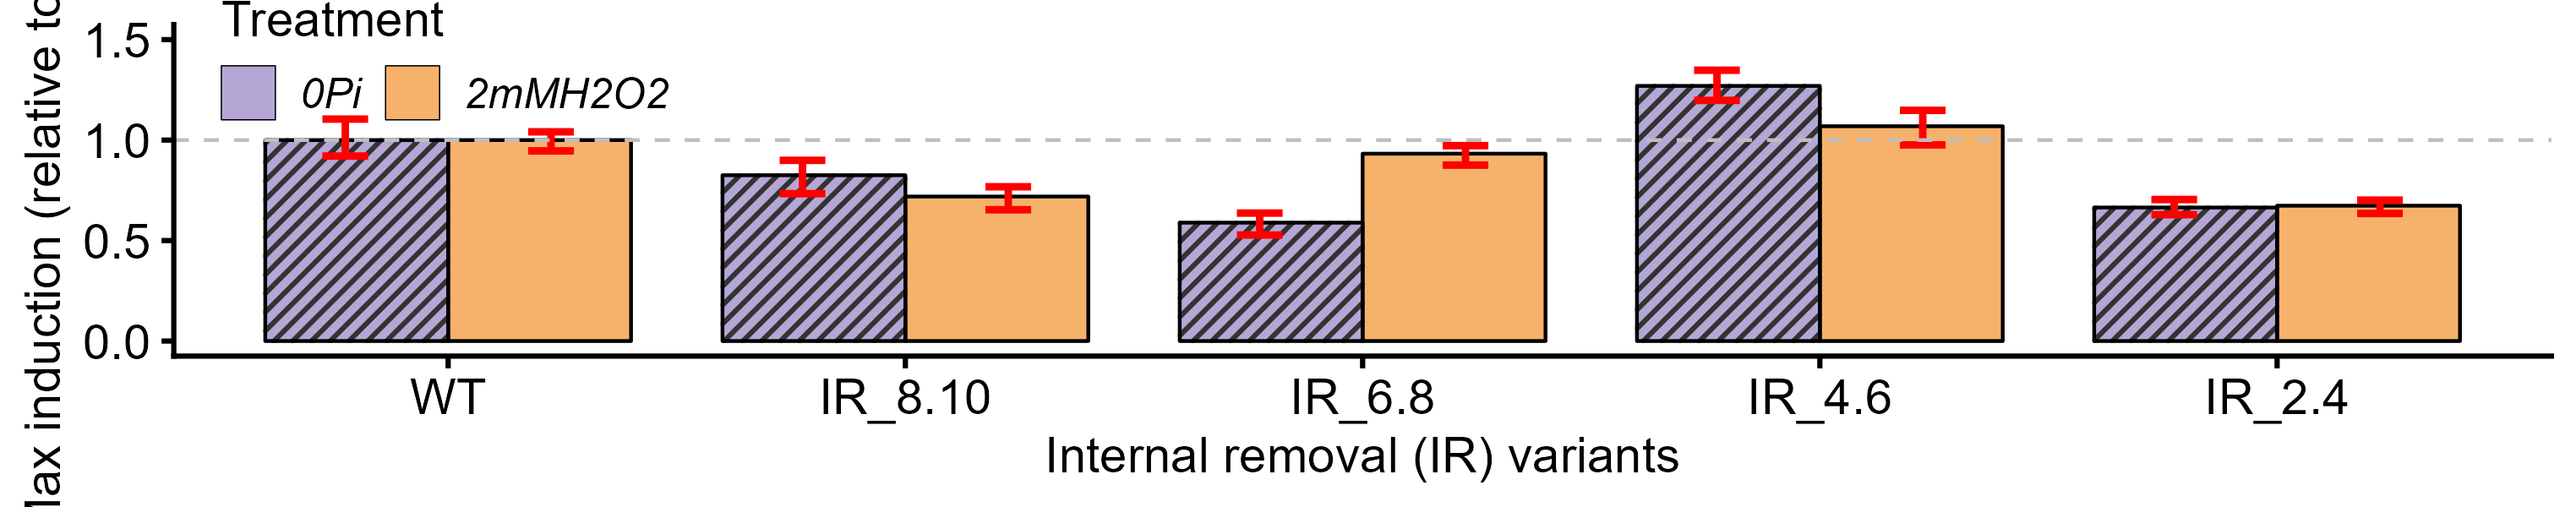 Treatment
0Pi 2mMH2O2
Max induction (relative to
1.5
1.0
0.5
0.0
WT IR_8.10 IR_6.8 IR_4.6 IR_2.4
Internal removal (IR) variants